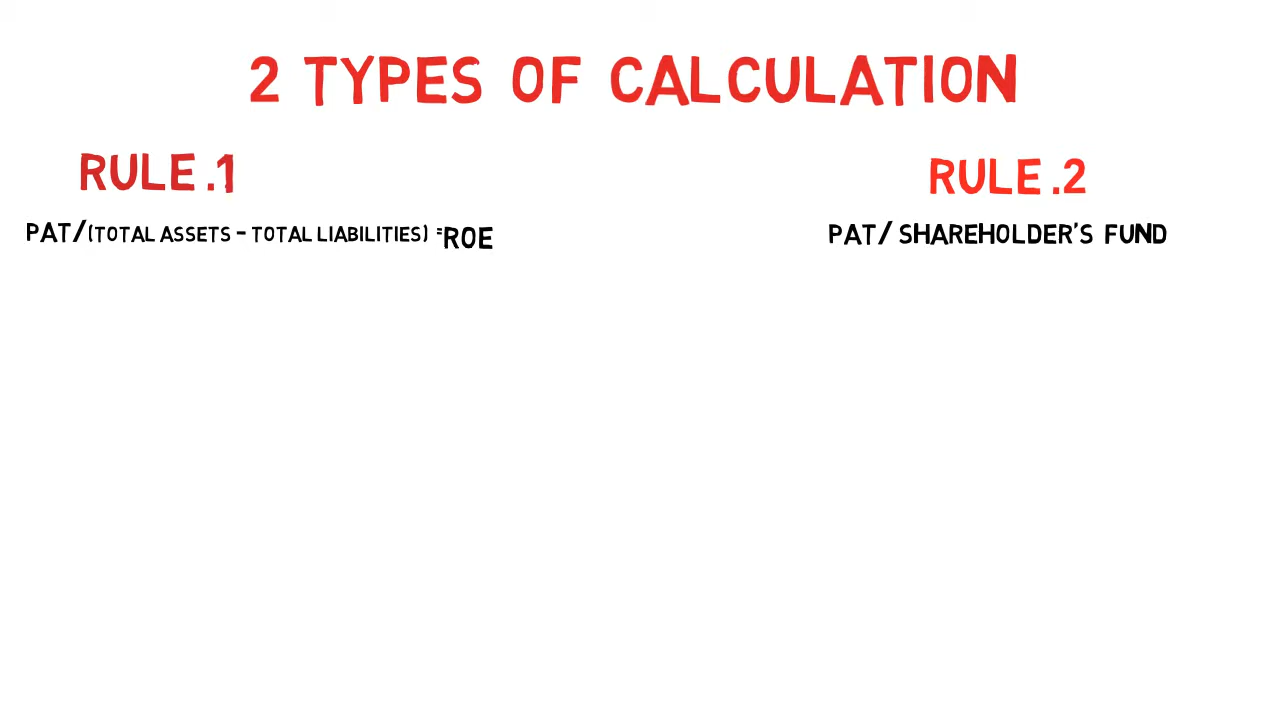 2 TYPES OF CALCULATION
RULE.1
PAT/(TOTAL ASSETS - TOTAL LIABILITIES) =ROE
RULE.2
PAT/ SHAREHOLDER'S FUND